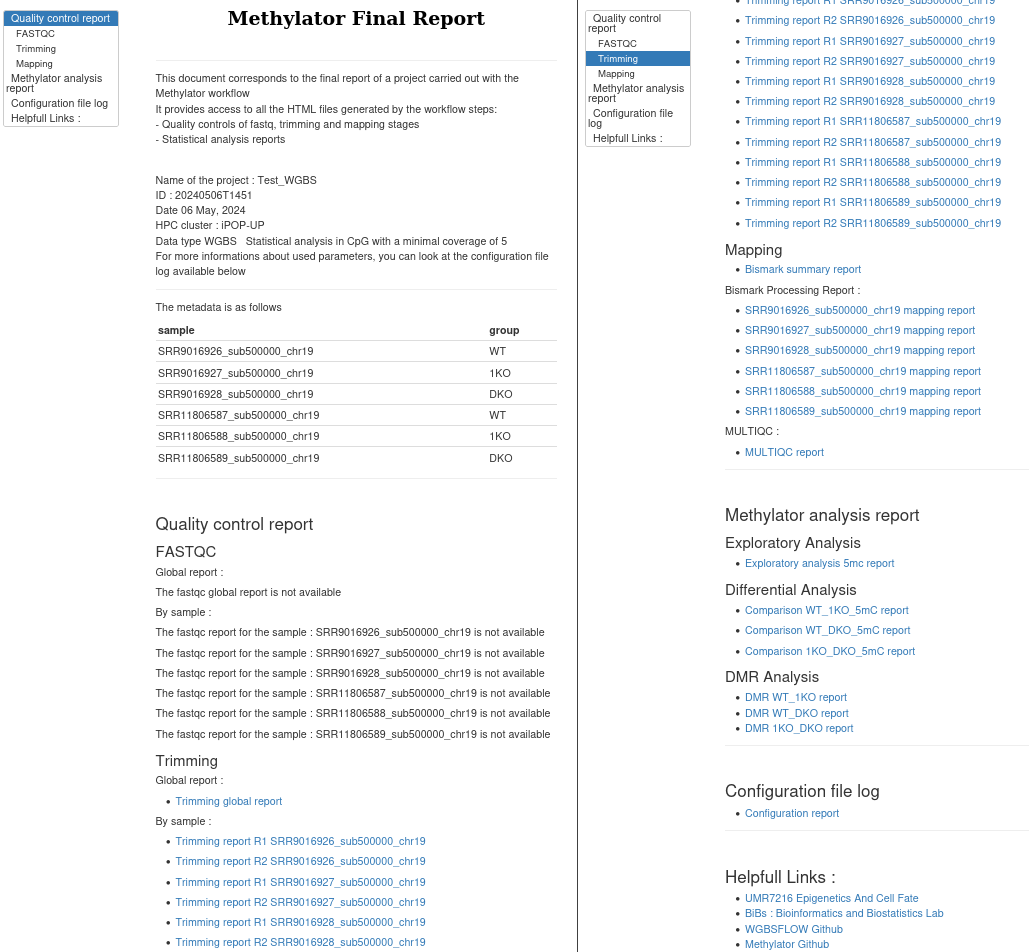 Quality control report
FASTQC
Trimming
Mapping
Methylator analysis
report
Configuration file log
Helpfull Links :
Methylator Final Report
This document corresponds to the final report of a project carried out with the
Methylator workflow
It provides access to all the HTML files generated by the workflow steps:
- Quality controls of fastq, trimming and mapping stages
- Statistical analysis reports
Name of the project : Test_WGBS
ID : 20240506T1451
Date 06 May, 2024
HPC cluster : iPOP-UP
Data type WGBS Statistical analysis in CpG with a minimal coverage of 5
For more informations about used parameters, you can look at the configuration file
log available below
The metadata is as follows
sample group
SRR9016926_sub500000_chr19 WT
SRR9016927_sub500000_chr19 1KO
SRR9016928_sub500000_chr19 DKO
SRR11806587_sub500000_chr19 WT
SRR11806588_sub500000_chr19 1KO
SRR11806589_sub500000_chr19 DKO
Quality control report
FASTQC
Global report :
The fastqc global report is not available
By sample :
The fastqc report for the sample : SRR9016926_sub500000_chr19 is not available
The fastqc report for the sample : SRR9016927_sub500000_chr19 is not available
The fastqc report for the sample : SRR9016928_sub500000_chr19 is not available
The fastqc report for the sample : SRR11806587_sub500000_chr19 is not available
The fastqc report for the sample : SRR11806588_sub500000_chr19 is not available
The fastqc report for the sample : SRR11806589_sub500000_chr19 is not available
Trimming
Global report :
• Trimming global report
By sample :
• Trimming report R1 SRR9016926_sub500000_chr19
• Trimming report R2 SRR9016926_sub500000_chr19
• Trimming report R1 SRR9016927_sub500000_chr19
• Trimming report R2 SRR9016927_sub500000_chr19
• Trimming report R1 SRR9016928_sub500000_chr19
• Trimming report R2 SRR9016928_sub500000_chr19
Quality control
report
FASTQC
Trimming
Mapping
Methylator analysis
report
Configuration file
log
Helpfull Links :
• Trimming report R1 SRR9016926_sub500000_chr19
• Trimming report R2 SRR9016926_sub500000_chr19
• Trimming report R1 SRR9016927_sub500000_chr19
• Trimming report R2 SRR9016927_sub500000_chr19
• Trimming report R1 SRR9016928_sub500000_chr19
• Trimming report R2 SRR9016928_sub500000_chr19
• Trimming report R1 SRR11806587_sub500000_chr19
• Trimming report R2 SRR11806587_sub500000_chr19
• Trimming report R1 SRR11806588_sub500000_chr19
• Trimming report R2 SRR11806588_sub500000_chr19
• Trimming report R1 SRR11806589_sub500000_chr19
• Trimming report R2 SRR11806589_sub500000_chr19
Mapping
• Bismark summary report
Bismark Processing Report :
• SRR9016926_sub500000_chr19 mapping report
• SRR9016927_sub500000_chr19 mapping report
• SRR9016928_sub500000_chr19 mapping report
• SRR11806587_sub500000_chr19 mapping report
• SRR11806588_sub500000_chr19 mapping report
• SRR11806589_sub500000_chr19 mapping report
MULTIQC :
• MULTIQC report
Methylator analysis report
Exploratory Analysis
• Exploratory analysis 5mc report
Differential Analysis
• Comparison WT_1KO_5mC report
• Comparison WT_DKO_5mC report
• Comparison 1KO_DKO_5mC report
DMR Analysis
• DMR WT_1KO report
• DMR WT_DKO report
• DMR 1KO_DKO report
Configuration file log
• Configuration report
Helpfull Links :
• UMR7216 Epigenetics And Cell Fate
• BiBs : Bioinformatics and Biostatistics Lab
• WGBSFLOW Github
• Methylator Github